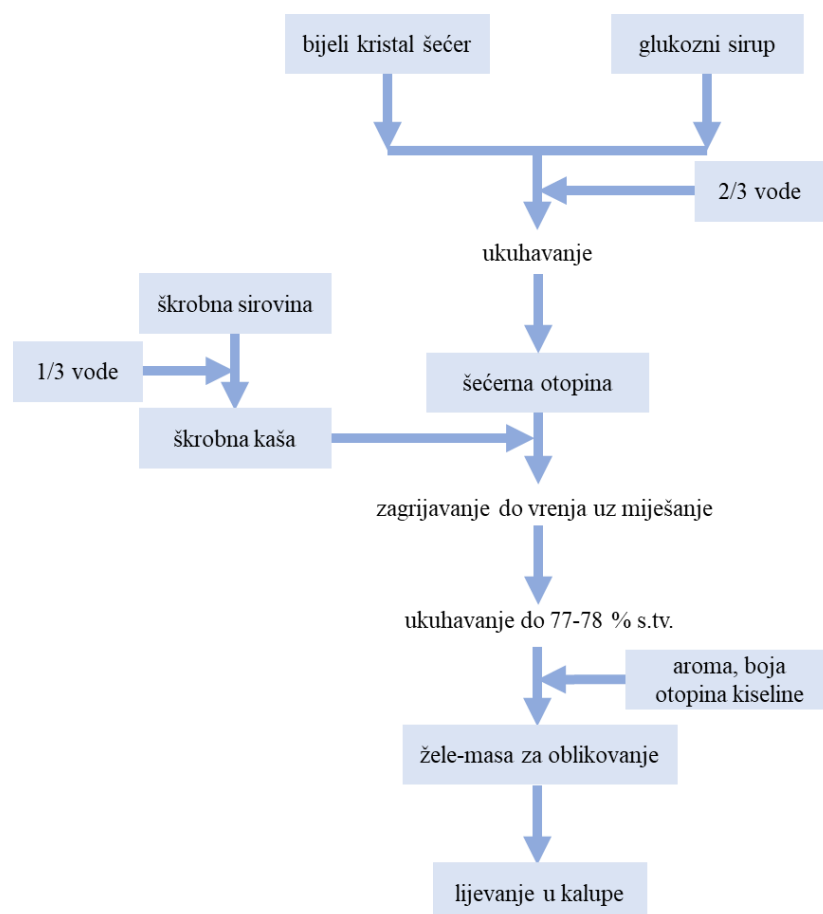 bijeli kristal šećer
glukozni sirup
2/3 vode
ukuhavanje
škrobna sirovina
1/3 vode
šećerna otopina
škrobna kaša
zagrijavanje do vrenja uz miješanje
ukuhavanje do 77-78 % s.tv.
aroma, boja
otopina kiseline
žele-masa za oblikovanje
lijevanje u kalupe